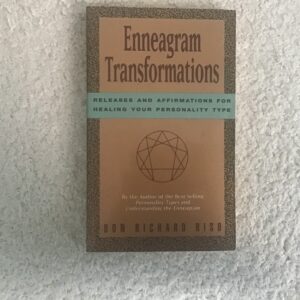 Enneagram
Transformations
RELEASES AND AFFIRMATIONS FOR
HEALING YOUR PERSONALITY TYPE
By the Author of the Best-Selling
Personality Types and
Understanding the Enneagram
DON RICHARD RISO